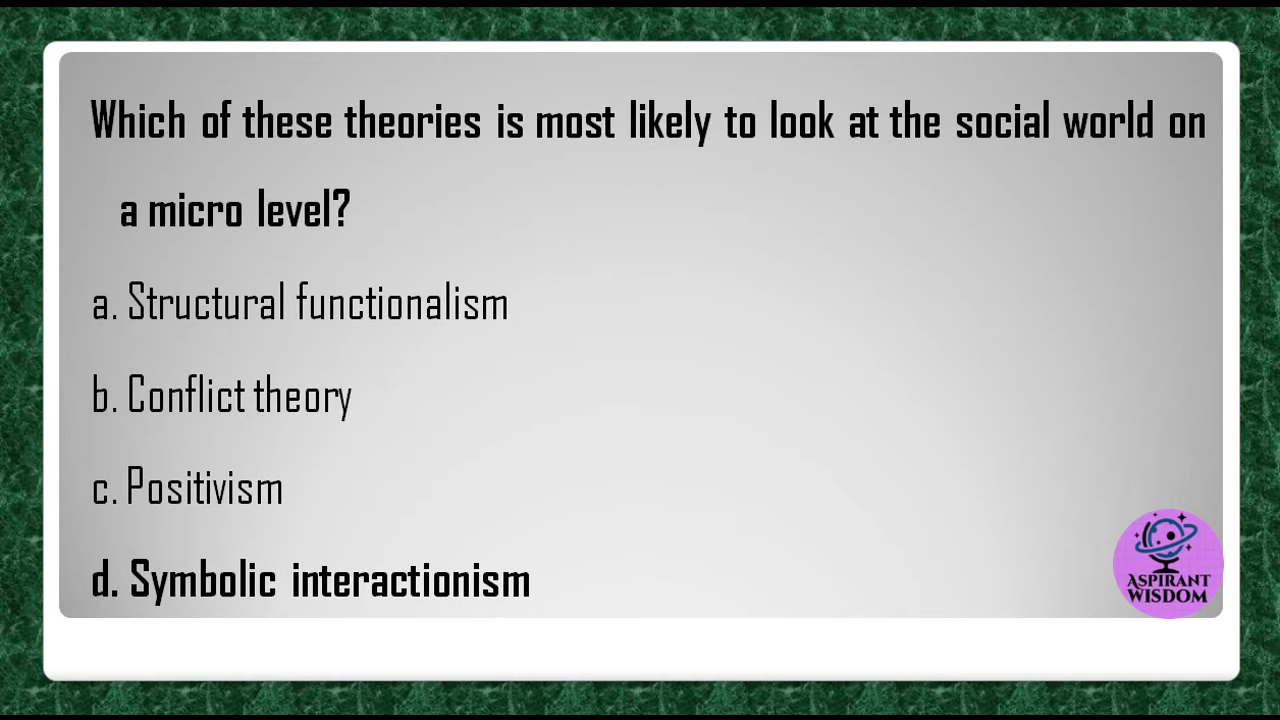 Which of these theories is most likely to look at the social world on
a micro level?
a. Structural functionalism
b. Conflict theory
c. Positivism
d. Symbolic interactionism
ASPIRANT
WISDOM